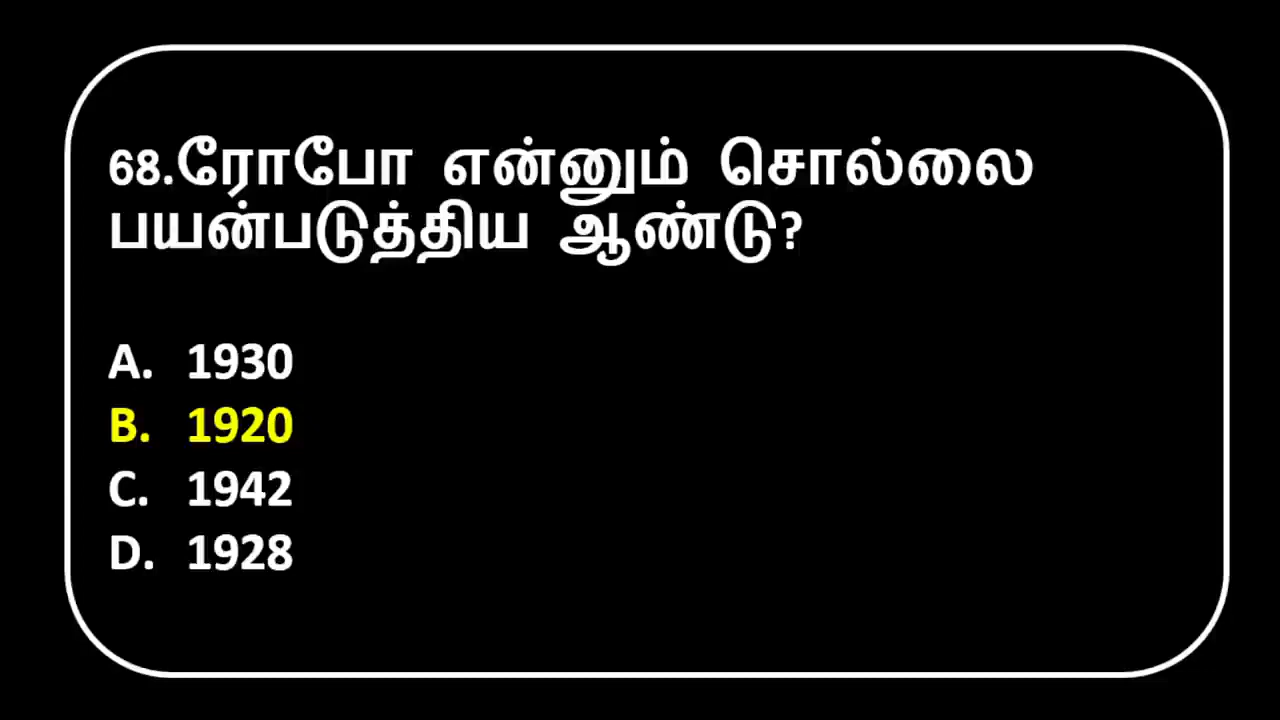 68.ரோபோ என்னும் சொல்லை
பயன்படுத்திய ஆண்டு?
A. 1930
B. 1920
C. 1942
D. 1928